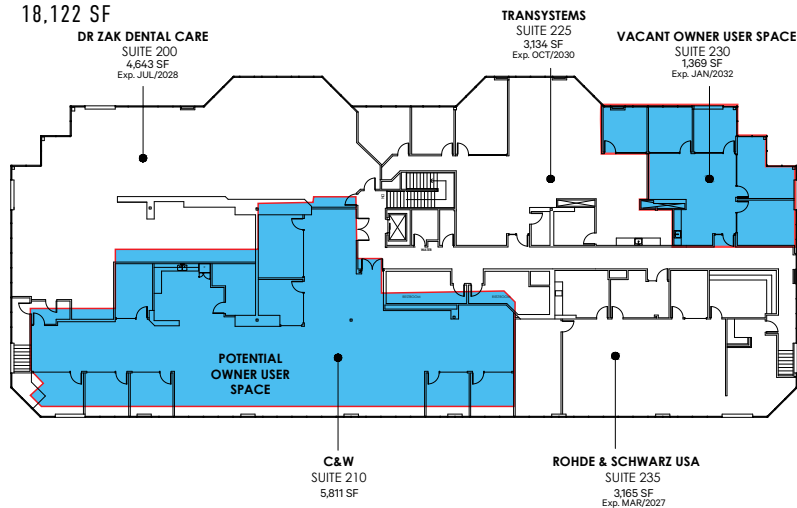 18,122 SF
DR ZAK DENTAL CARE
SUITE 200
4,643 SF
Exp. JUL/2028
TRANSYSTEMS
SUITE 225
3,134 SF
Exp. OCT/2030
VACANT OWNER USER SPACE
SUITE 230
1,369 SF
Exp. JAN/2032
POTENTIAL
OWNER USER
SPACE
C&W
SUITE 210
5,811 SF
ROHDE & SCHWARZ USA
SUITE 235
3,165 SF
Exp. MAR/2027